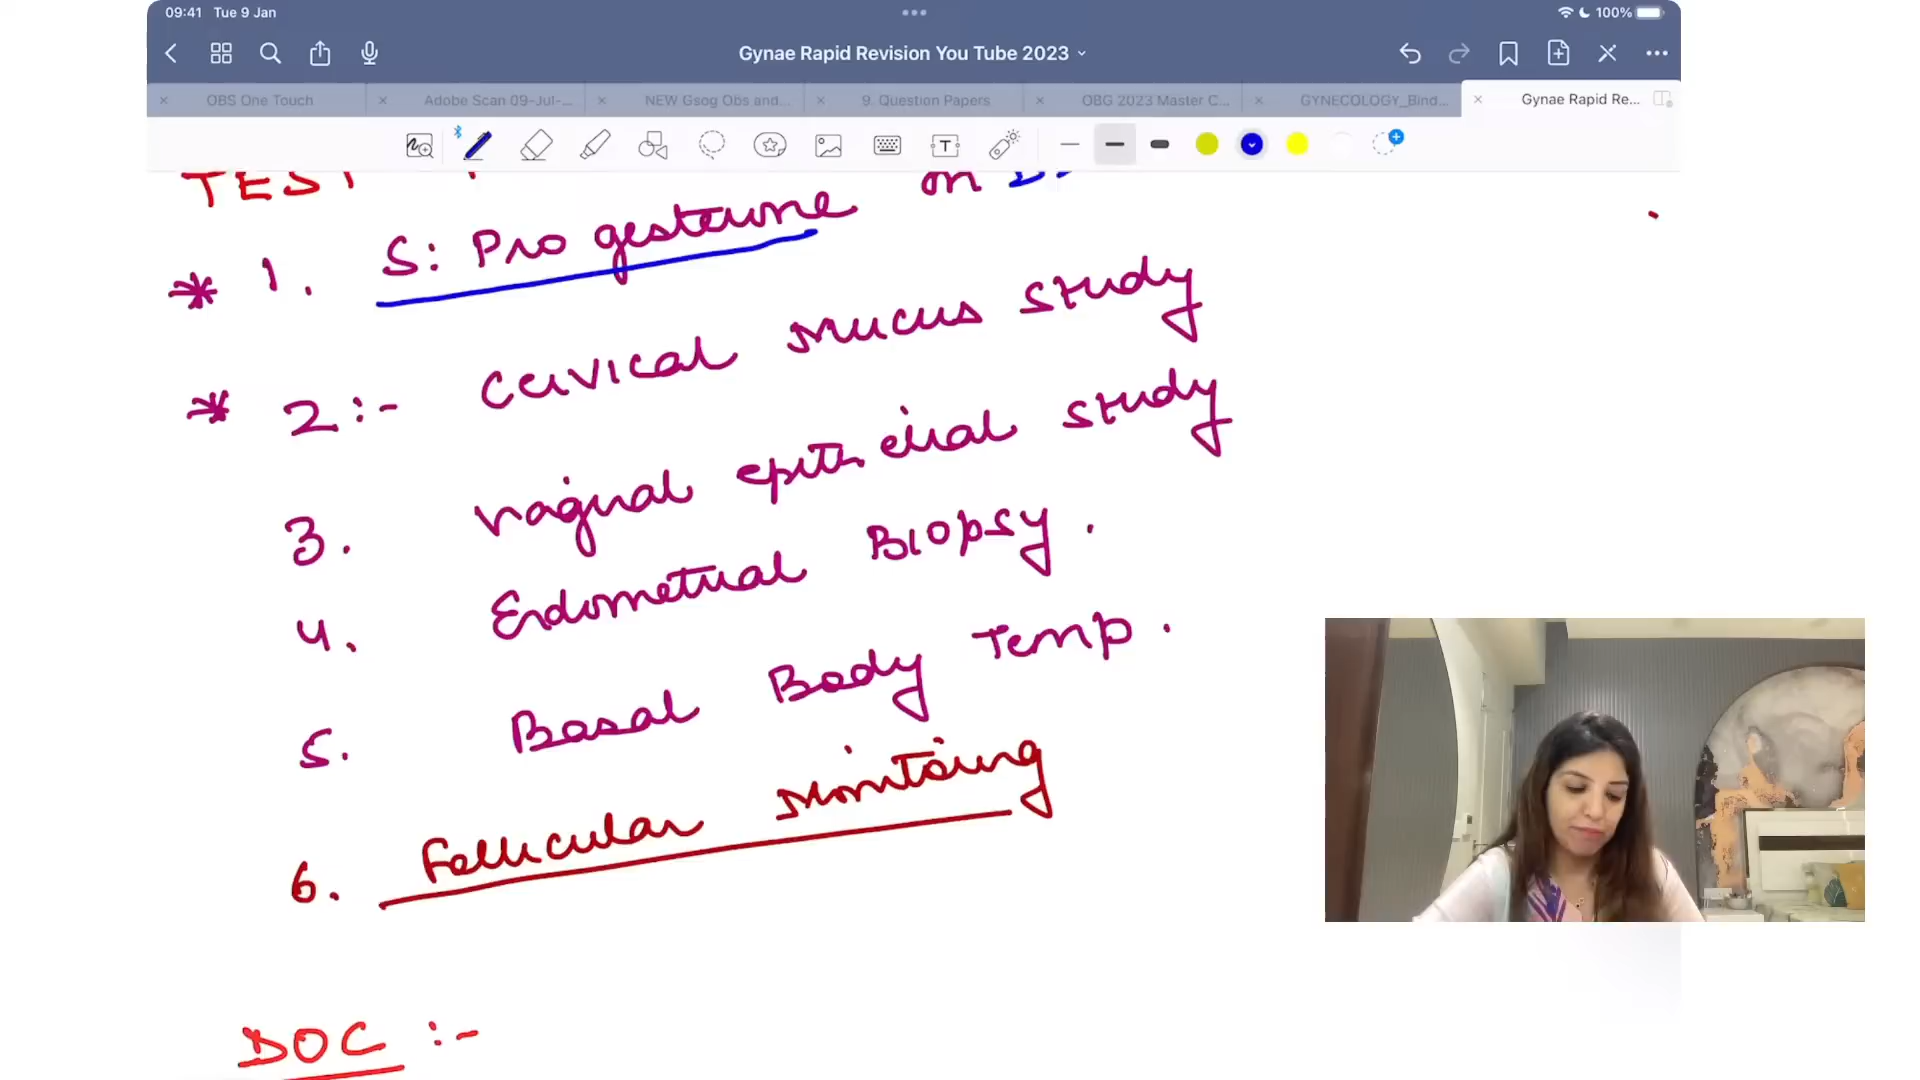 09:41 Tue 9 Jan
100%
Gynae Rapid Revision You Tube 2023
OBS One Touch
Adobe Scan 09-Jul-...
NEW Gsog Obs and...
9. Question Papers
OBG 2023 Master C...
GYNECOLOGY_Bind...
Gynae Rapid Re...
TEST
on
* 1. S: Progesterone
* 2:- Cervical Mucus study
3. Vaginal epithelial study
4. Endometrial Biopsy.
5. Basal Body Temp.
6. Follicular Monitoring
DOC :-